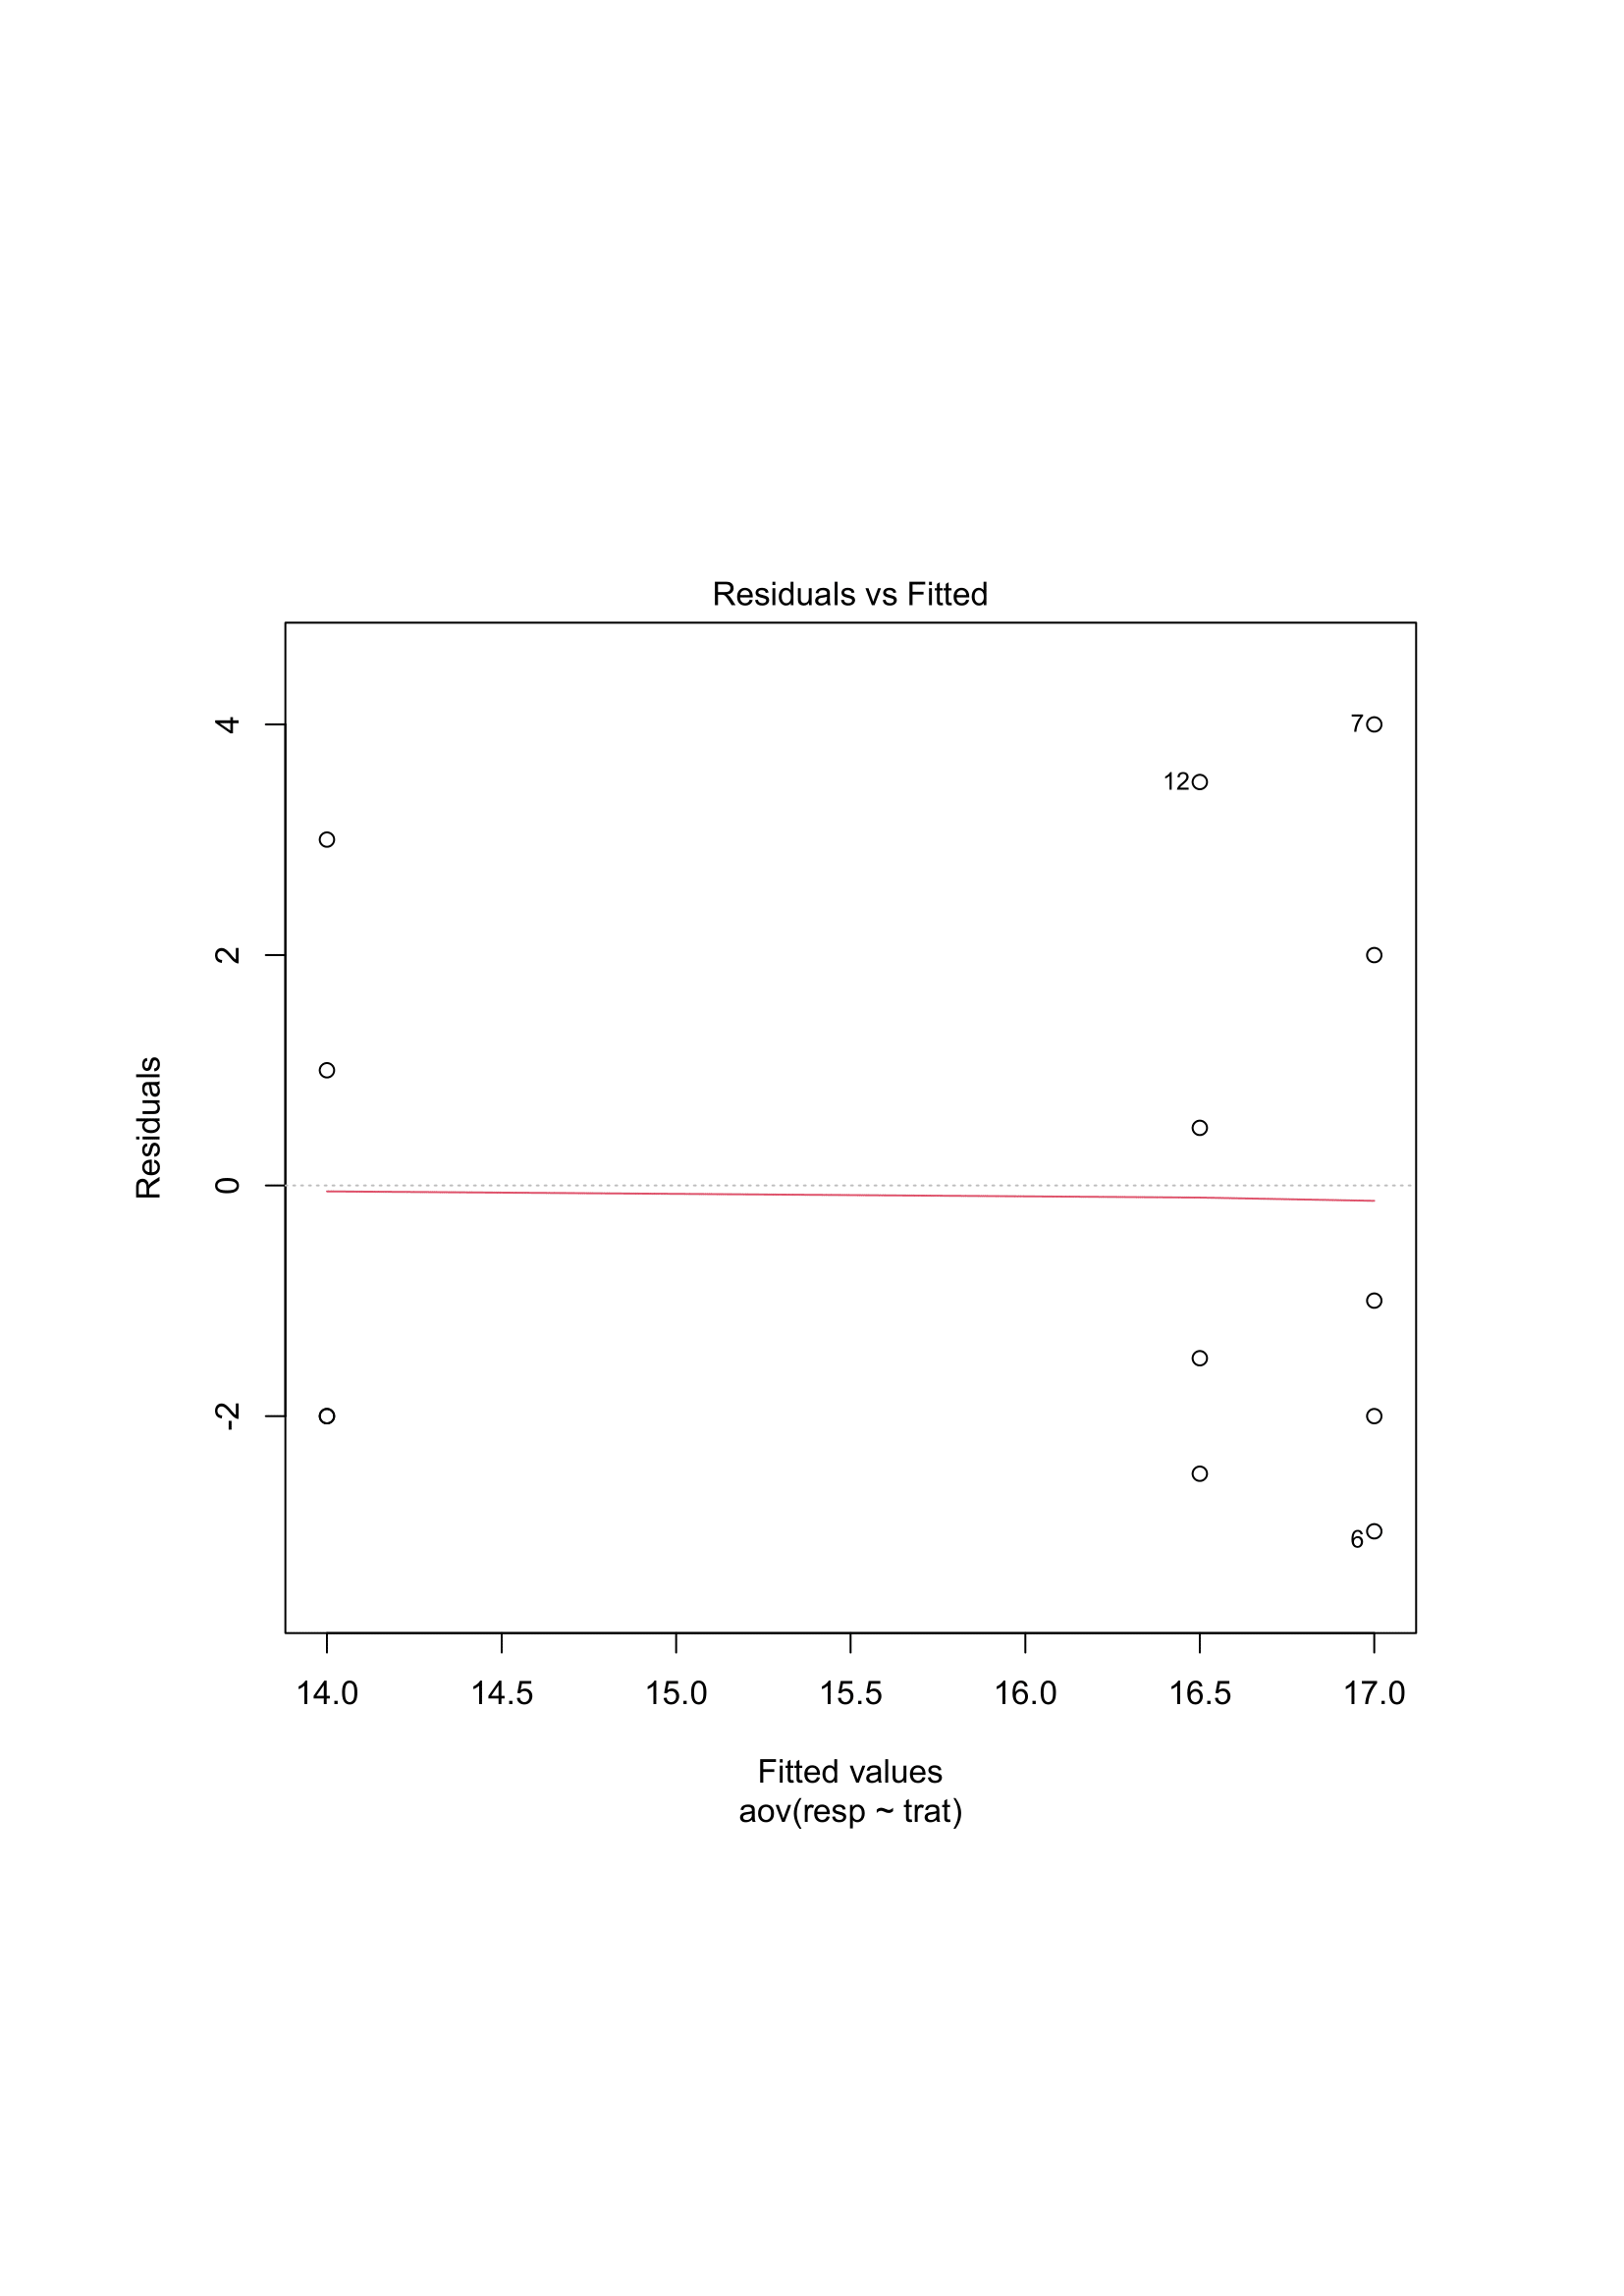 Residuals vs Fitted
4
2
0
-2
Residuals
7
12
6
14.0 14.5 15.0 15.5 16.0 16.5 17.0
Fitted values
aov(resp ~ trat)